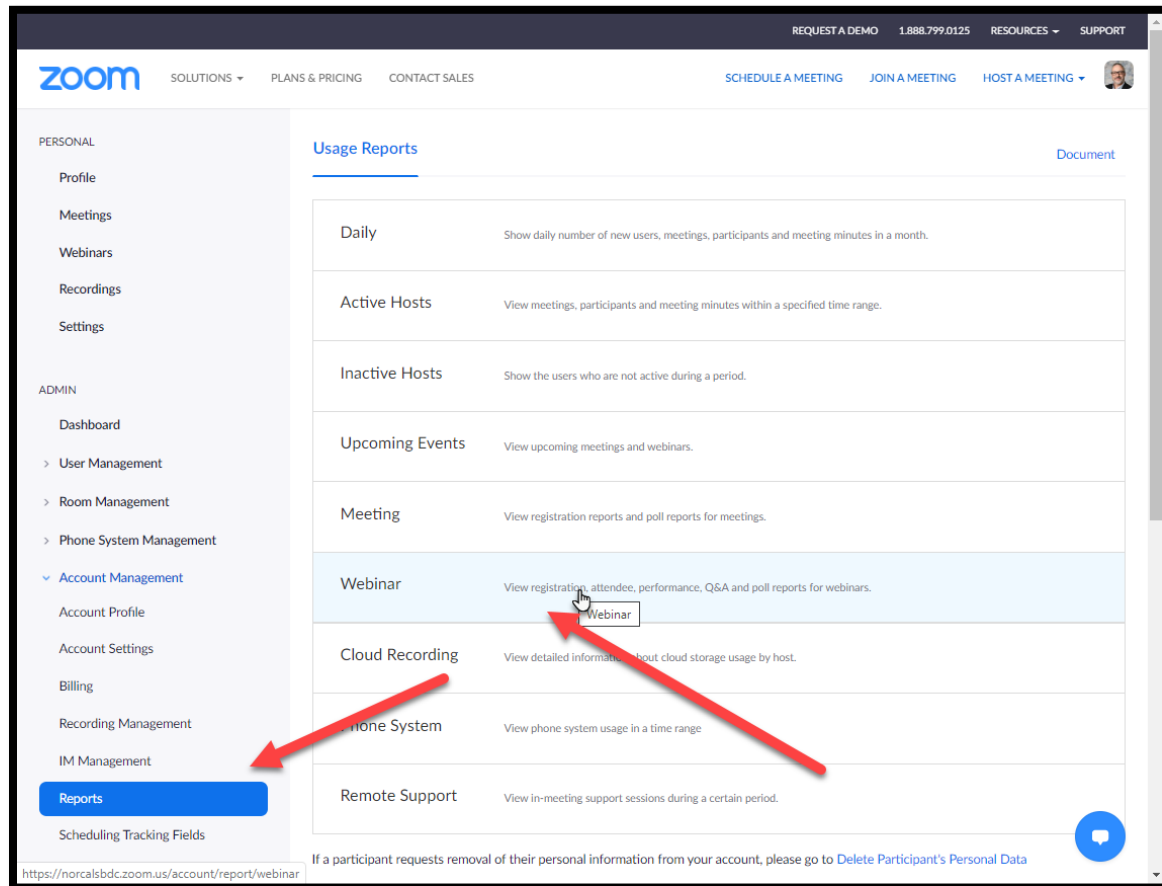 REQUEST A DEMO 1.888.799.0125 RESOURCES SUPPORT
zoom SOLUTIONS PLANS & PRICING CONTACT SALES SCHEDULE A MEETING JOIN A MEETING HOST A MEETING
PERSONAL
Profile
Meetings
Webinars
Recordings
Settings
ADMIN
Dashboard
User Management
Room Management
Phone System Management
Account Management
Account Profile
Account Settings
Billing
Recording Management
IM Management
Reports
Scheduling Tracking Fields
https://norcalsbdc.zoom.us/account/report/webinar
Usage Reports Document
Daily Show daily number of new users, meetings, participants and meeting minutes in a month.
Active Hosts View meetings, participants and meeting minutes within a specified time range.
Inactive Hosts Show the users who are not active during a period.
Upcoming Events View upcoming meetings and webinars.
Meeting View registration reports and poll reports for meetings.
Webinar View registration, attendee, performance, Q&A and poll reports for webinars.
Webinar
Cloud Recording View detailed information about cloud storage usage by host.
Phone System View phone system usage in a time range
Remote Support View in-meeting support sessions during a certain period.
If a participant requests removal of their personal information from your account, please go to Delete Participant's Personal Data